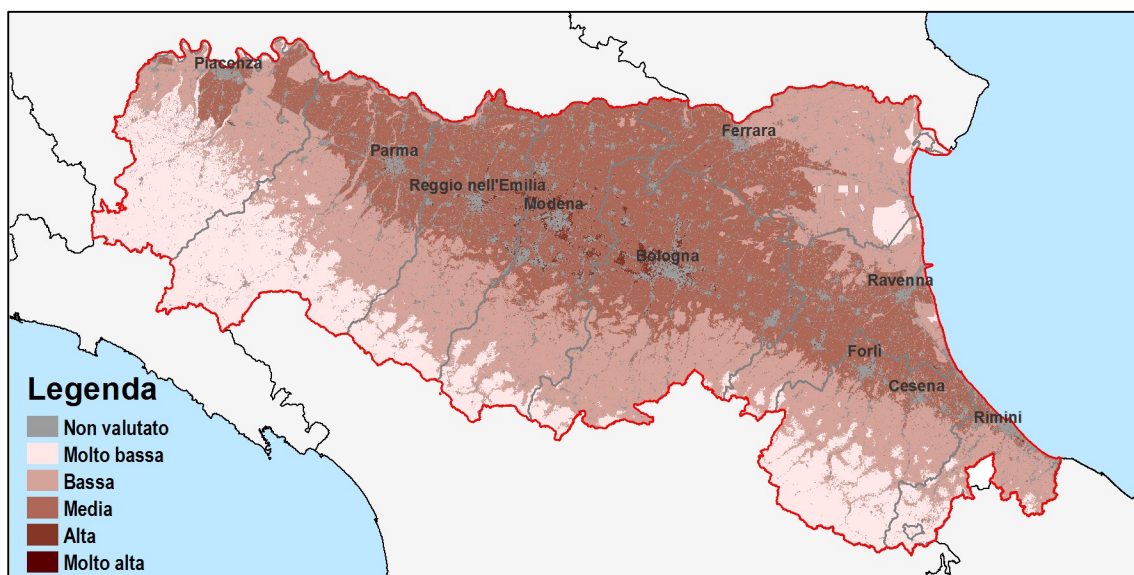 Piacenza
Ferrara
Parma
Reggio nell'Emilia
Modena
Bologna
Ravenna
Forlì
Cesena
Rimini
Legenda
Non valutato
Molto bassa
Bassa
Media
Alta
Molto alta